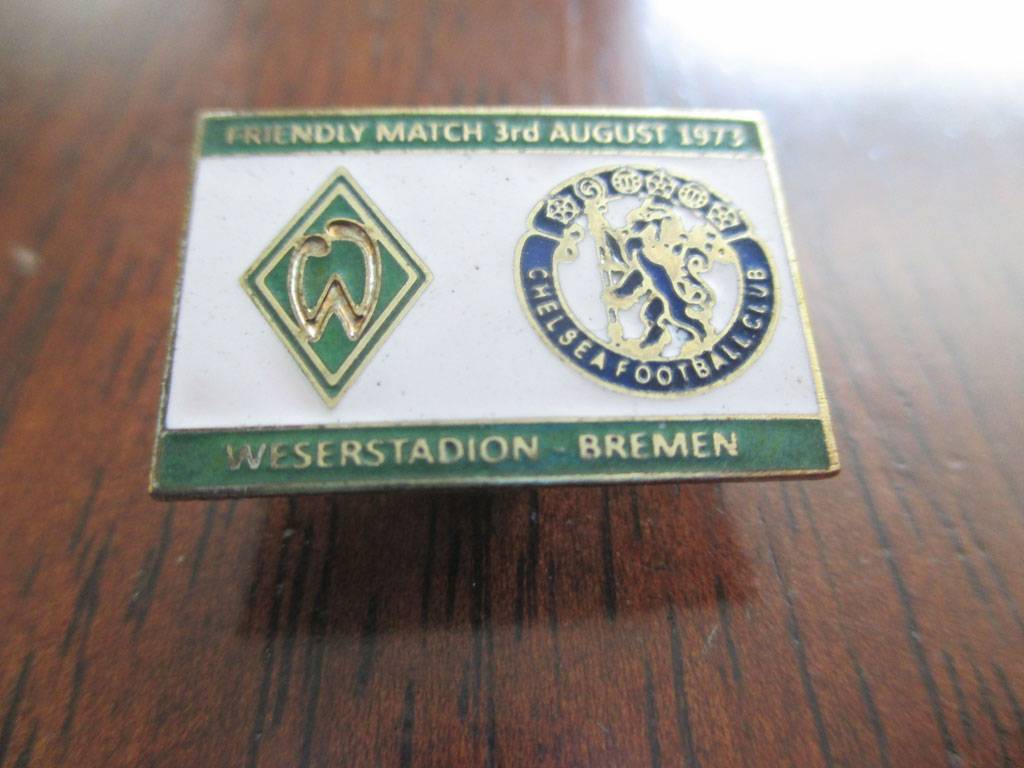 FRIENDLY MATCH 3rd AUGUST 1973
W
CHELSEA FOOTBALL CLUB
WESERSTADION - BREMEN